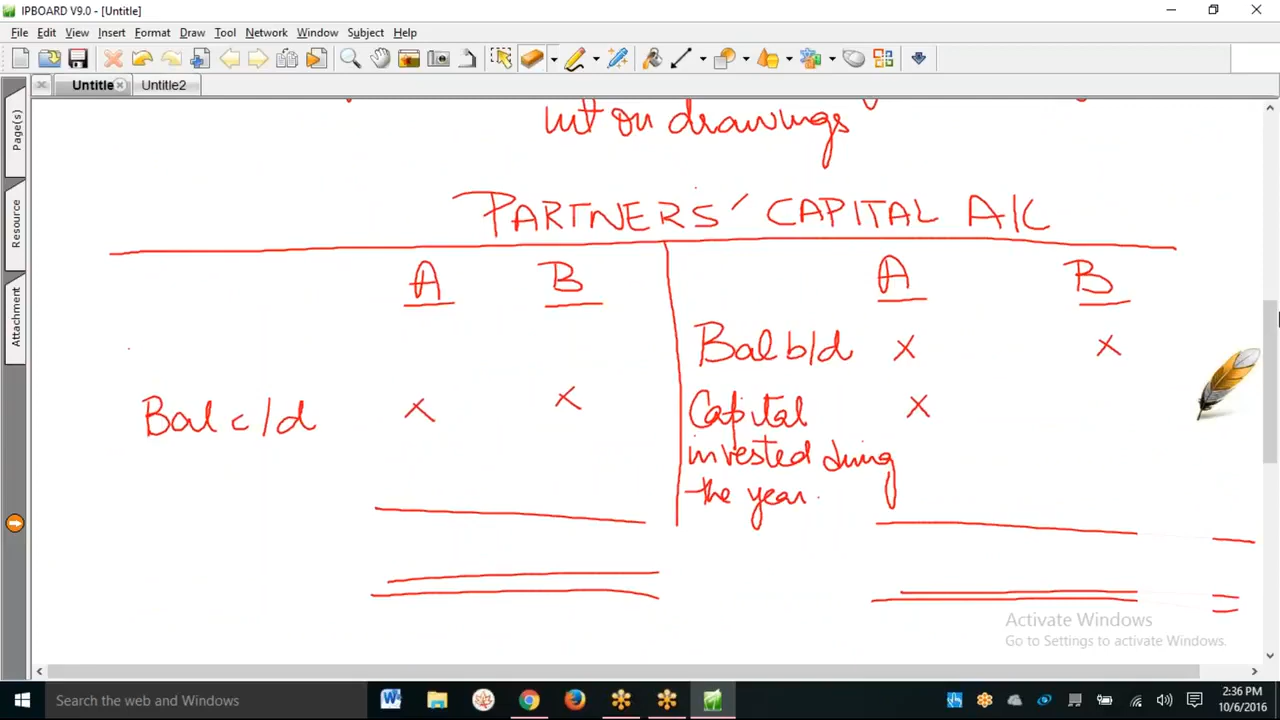 IPBOARD V9.0 - [Untitle]
File Edit View Insert Format Draw Tool Network Window Subject Help
Untitle Untitle2
Page(s)
Resource
Attachment
Int on drawings
PARTNERS' CAPITAL A/C
A B A B
Bal b/d x x
Bal c/d x x Capital x
invested during
the year.
Activate Windows
Go to Settings to activate Windows.
Search the web and Windows
2:36 PM
10/6/2016